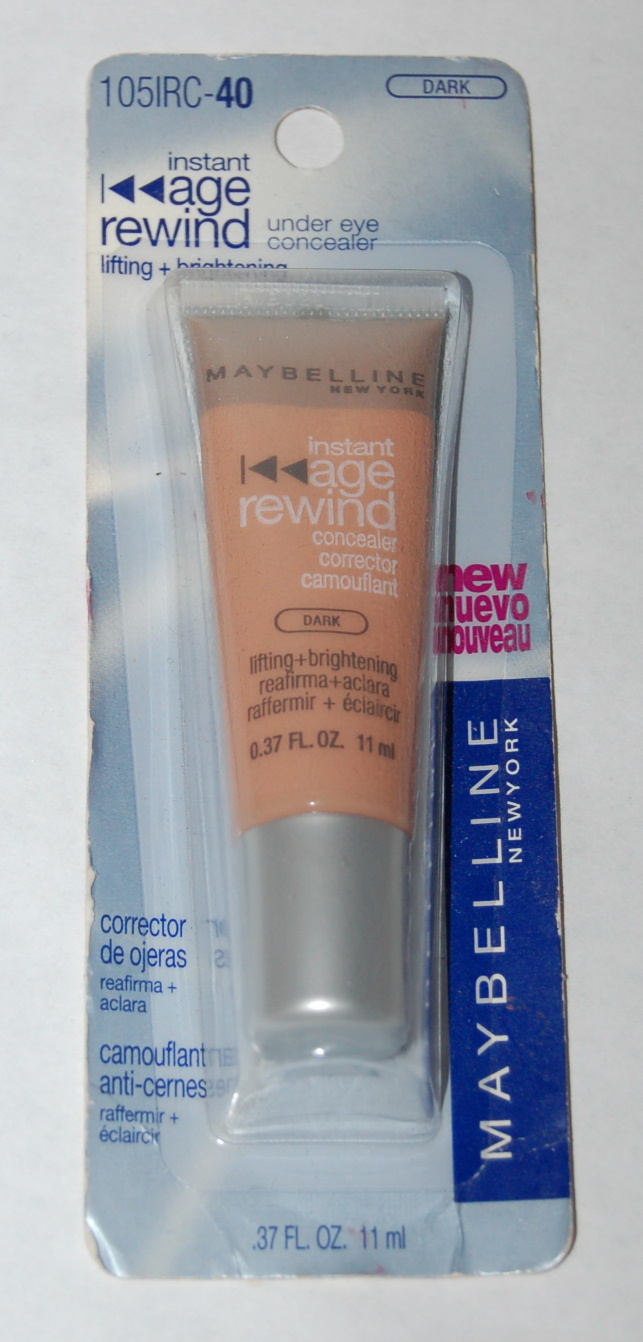 105IRC-40
DARK
instant
age
rewind
under eye
concealer
lifting + brightening
MAYBELLINE
NEW YORK
instant
age
rewind
concealer
corrector
camouflant
DARK
lifting+brightening
reafirma+aclara
raffermir + éclaircir
0.37 FL. OZ. 11 ml
new
nuevo
nouveau
MAYBELLINE
NEW YORK
corrector
de ojeras
reafirma +
aclara
camouflant
anti-cernes
raffermir +
éclaircir
.37 FL. OZ. 11 ml